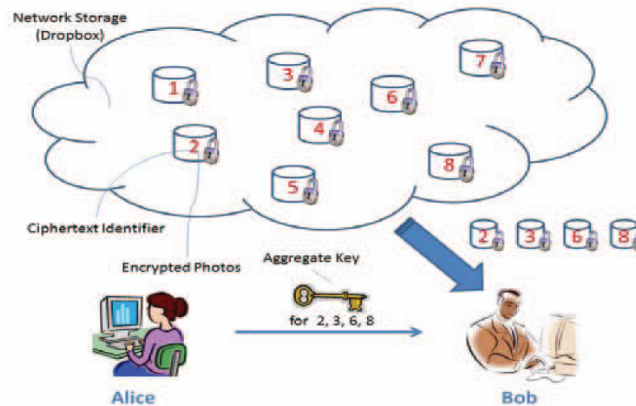 Network Storage
(Dropbox)
1
3
6
7
2
4
5
8
Ciphertext Identifier
Encrypted Photos
Aggregate Key
2 3 6 8
for 2, 3, 6, 8
Alice
Bob